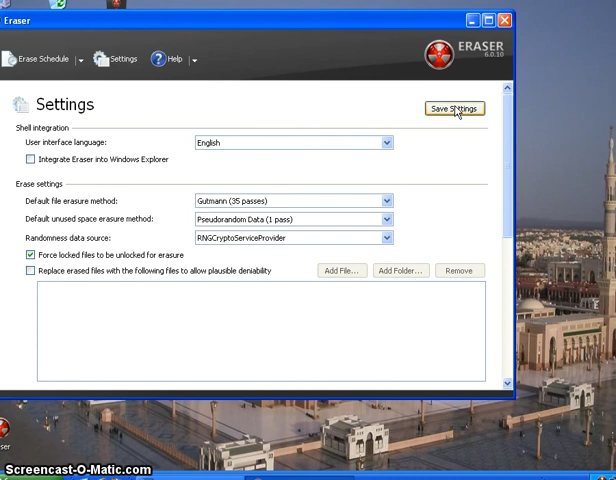 Eraser
Erase Schedule
Settings
Help
ERASER
6.0.10
Settings
Save Settings
Shell integration
User interface language:
English
Integrate Eraser into Windows Explorer
Erase settings
Default file erasure method:
Gutmann (35 passes)
Default unused space erasure method:
Pseudorandom Data (1 pass)
Randomness data source:
RNGCryptoServiceProvider
Force locked files to be unlocked for erasure
Replace erased files with the following files to allow plausible deniability
Add File...
Add Folder...
Remove
ser
Screencast-O-Matic.com